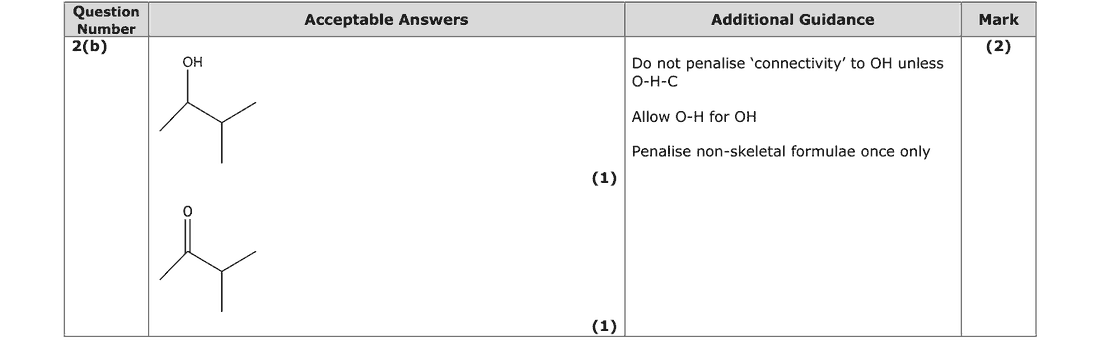 Question Number
Acceptable Answers
Additional Guidance
Mark
2(b)
OH
(1)
O
(1)
Do not penalise ‘connectivity’ to OH unless
O-H-C
Allow O-H for OH
Penalise non-skeletal formulae once only
(2)